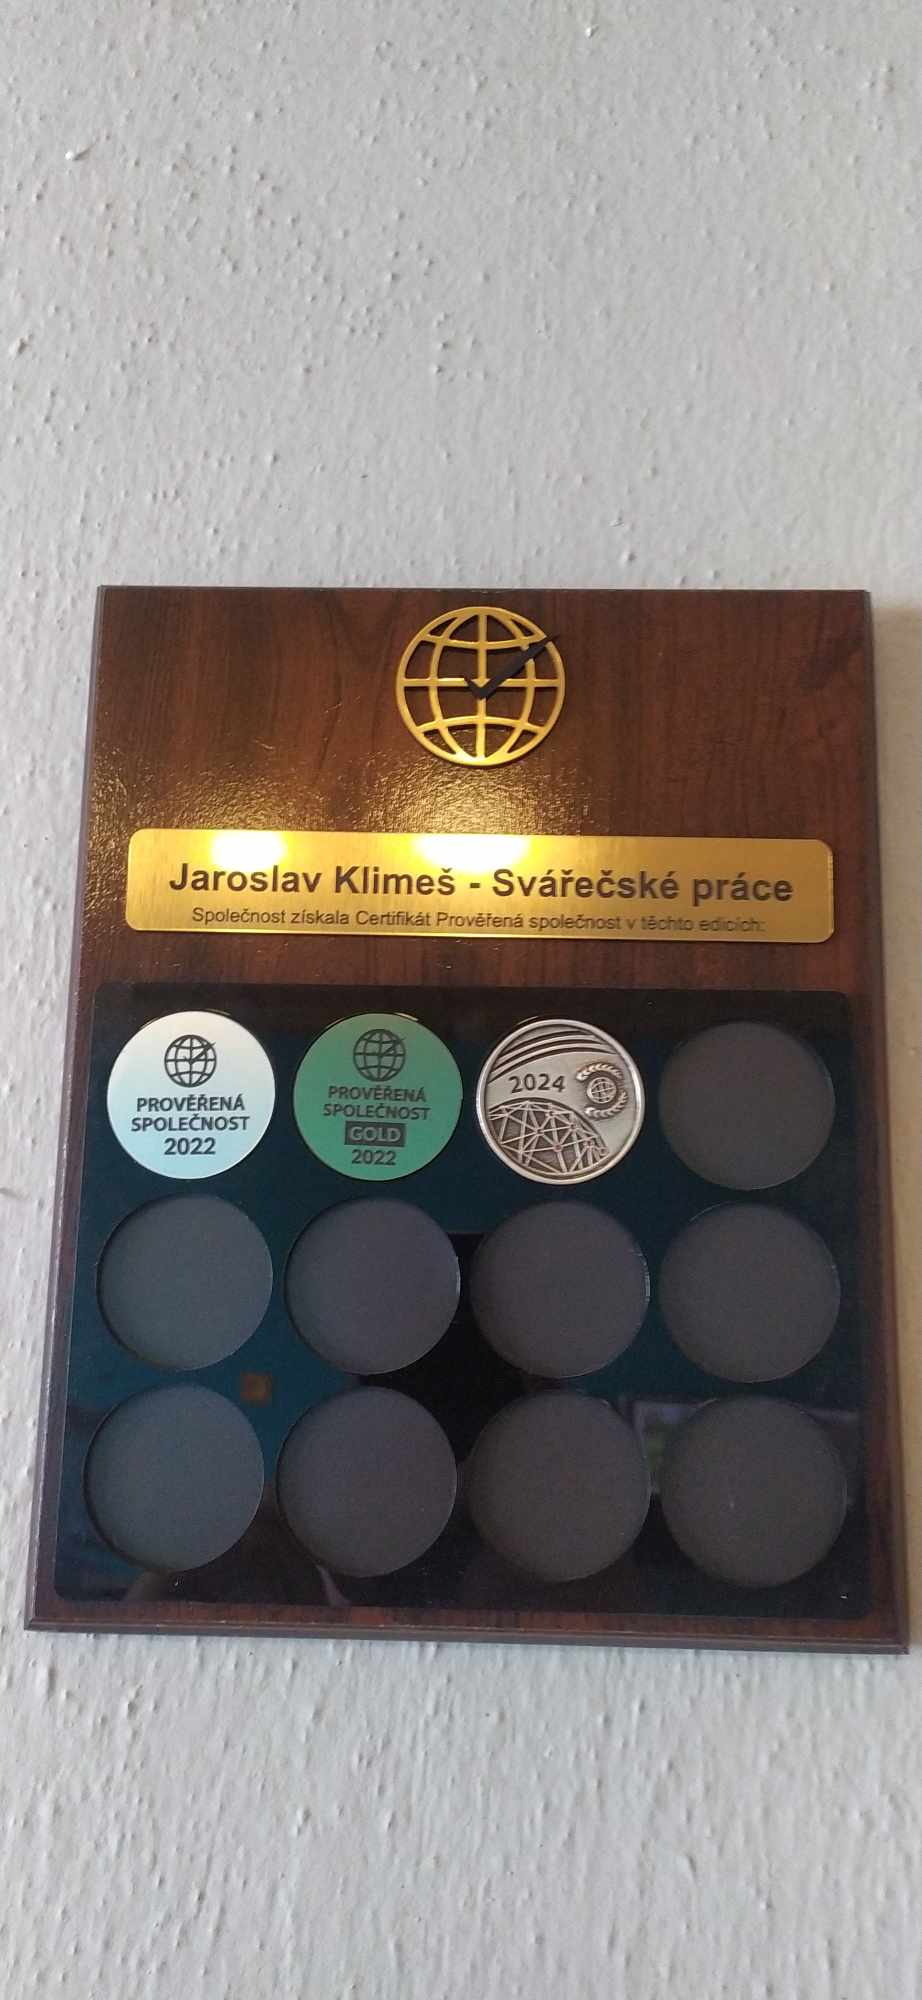 Jaroslav Klimeš - Svářečské práce
Společnost získala Certifikát Prověřená společnost v těchto edicích:
PROVĚŘENÁ
SPOLEČNOST
2022
PROVĚŘENÁ
SPOLEČNOST
GOLD
2022
2024